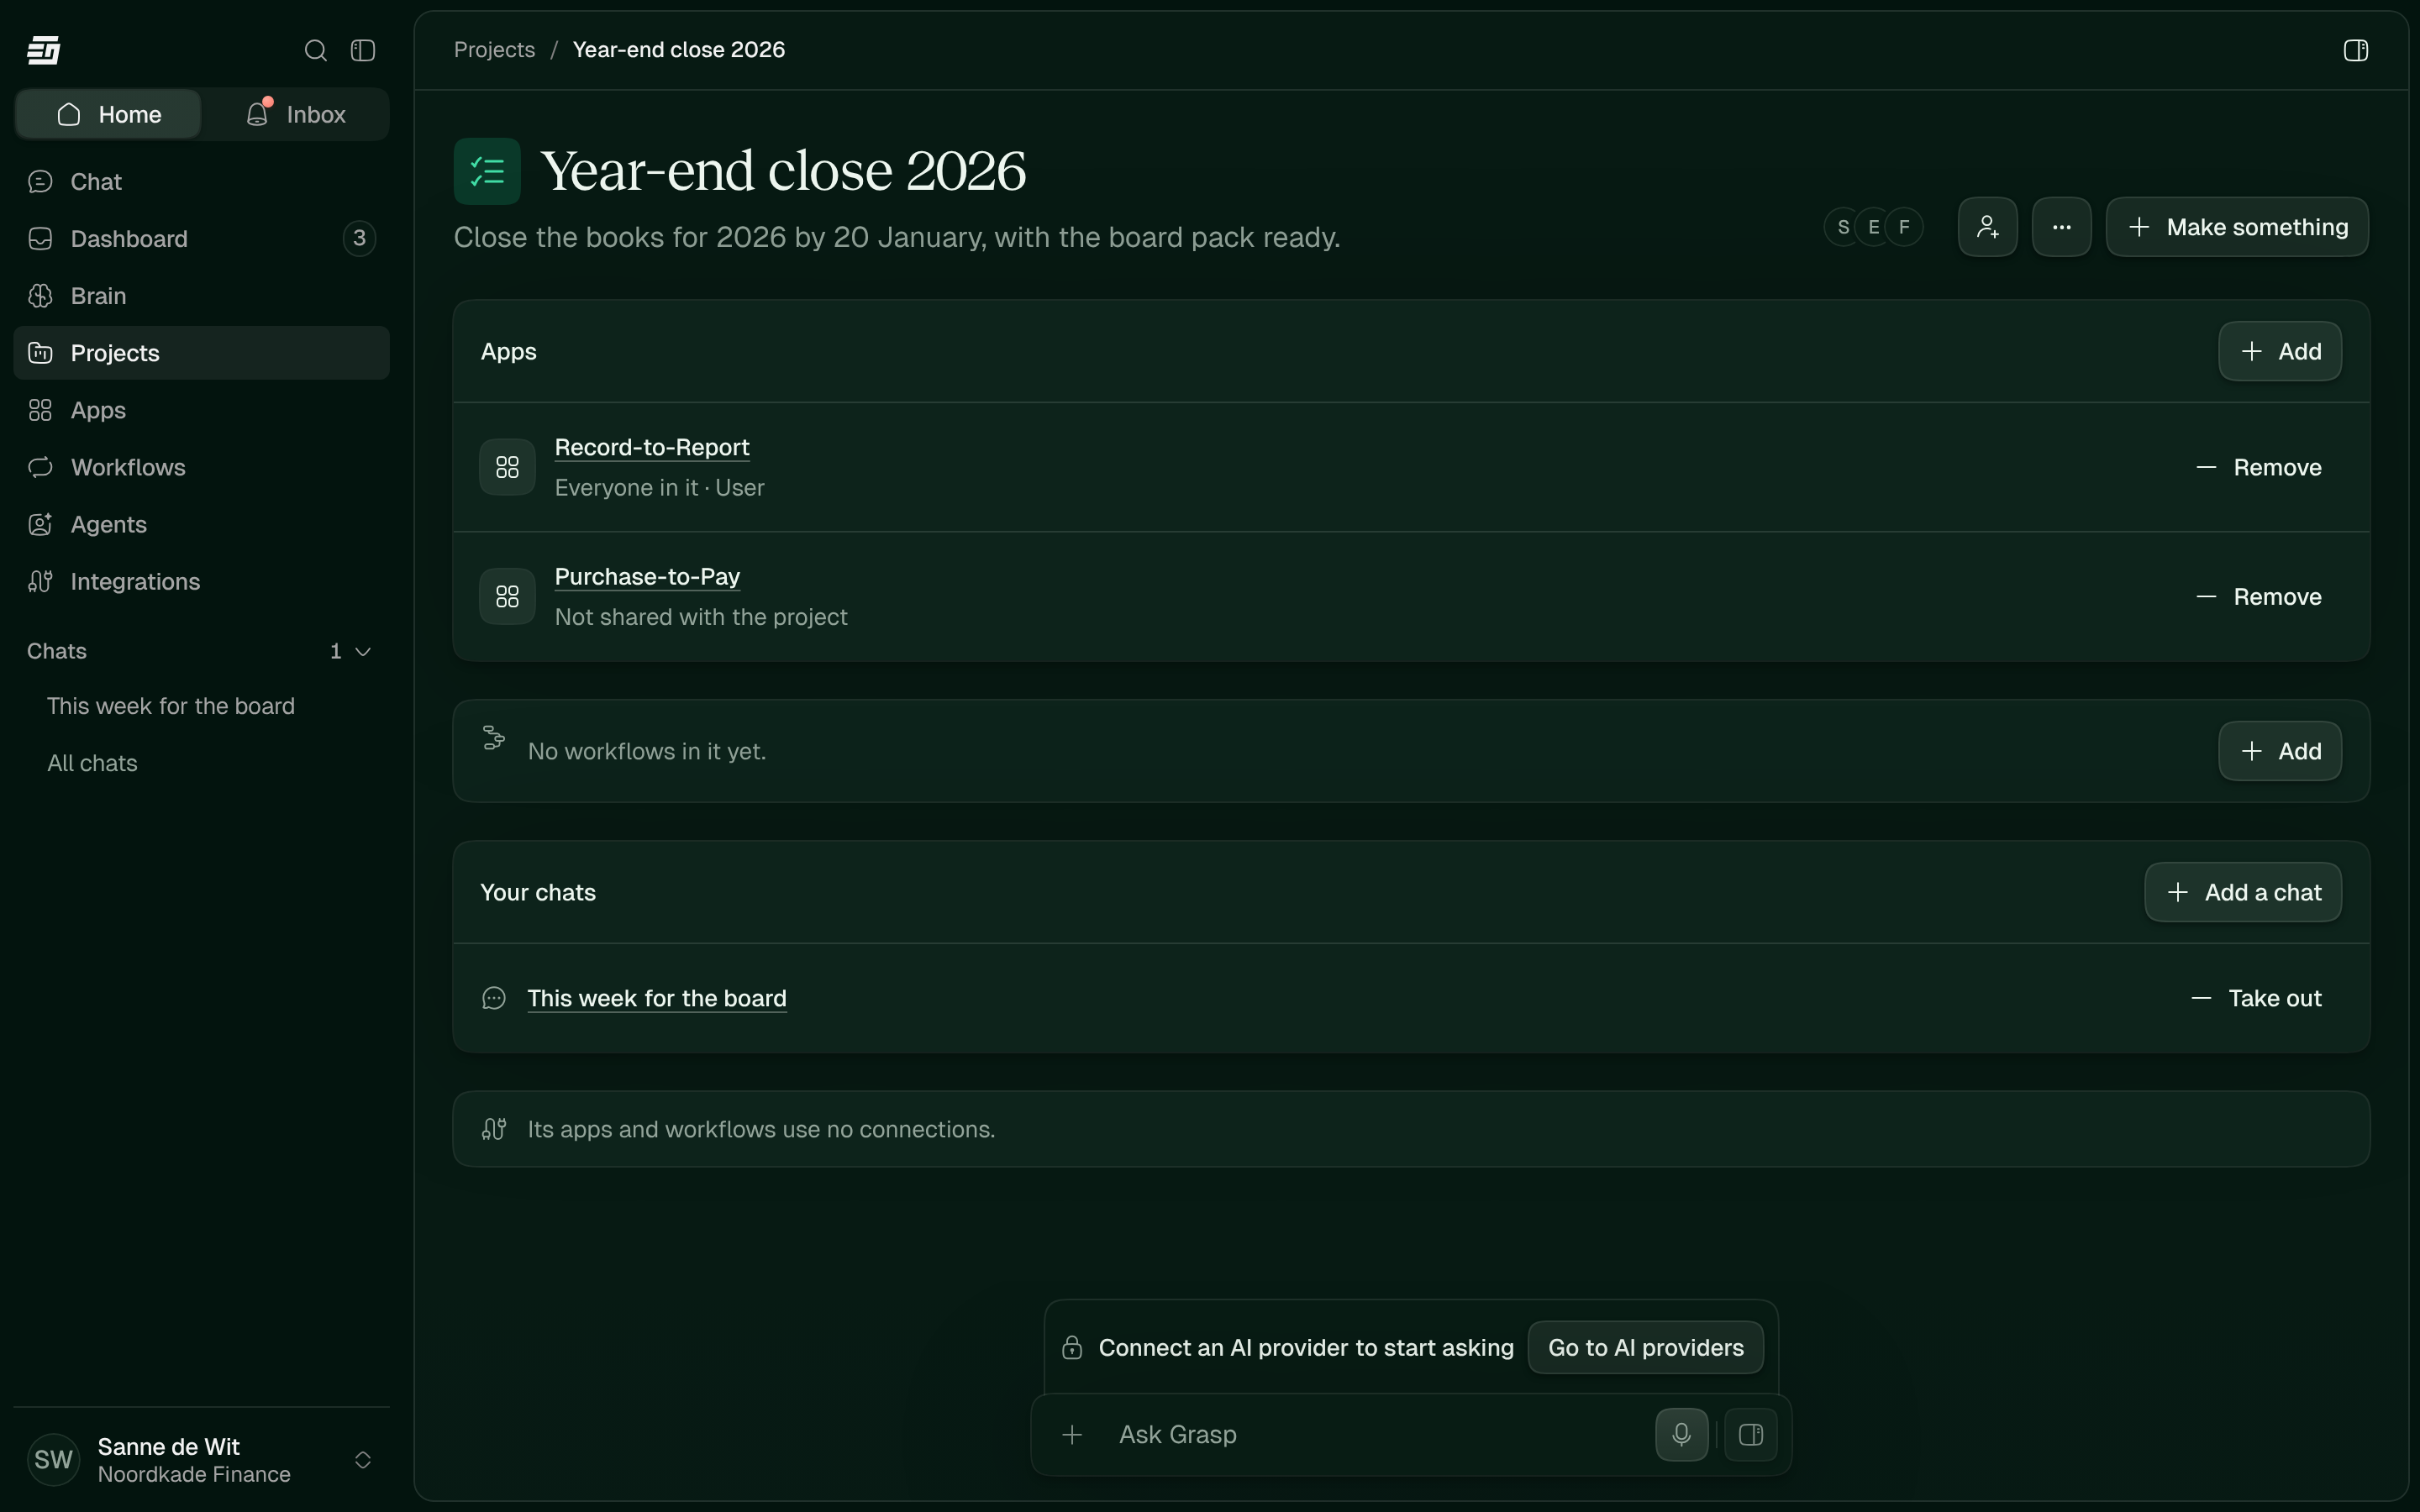 Home
Inbox
Chat
Dashboard
3
Brain
Projects
Apps
Workflows
Agents
Integrations
Chats
1
This week for the board
All chats
SW
Sanne de Wit
Noordkade Finance
Projects / Year-end close 2026
Year-end close 2026
Close the books for 2026 by 20 January, with the board pack ready.
S E F
Make something
Apps
Add
Record-to-Report
Everyone in it · User
Remove
Purchase-to-Pay
Not shared with the project
Remove
No workflows in it yet.
Add
Your chats
Add a chat
This week for the board
Take out
Its apps and workflows use no connections.
Connect an AI provider to start asking
Go to AI providers
Ask Grasp